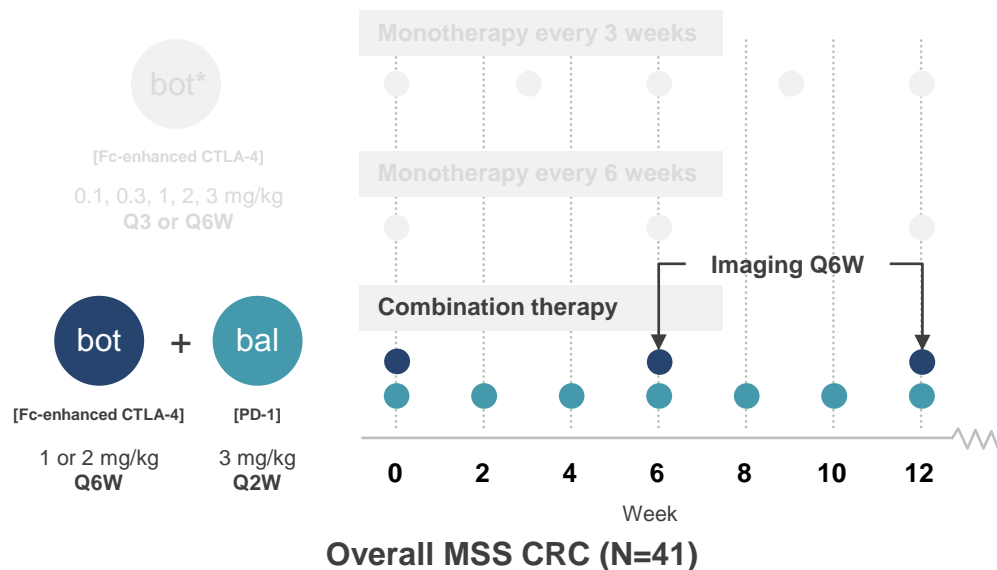 Monotherapy every 3 weeks
bot*
[Fc-enhanced CTLA-4]
0.1, 0.3, 1, 2, 3 mg/kg
Q3 or Q6W
Monotherapy every 6 weeks
Imaging Q6W
Combination therapy
bot + bal
[Fc-enhanced CTLA-4] [PD-1]
1 or 2 mg/kg 3 mg/kg
Q6W Q2W
0 2 4 6 8 10 12
Week
Overall MSS CRC (N=41)